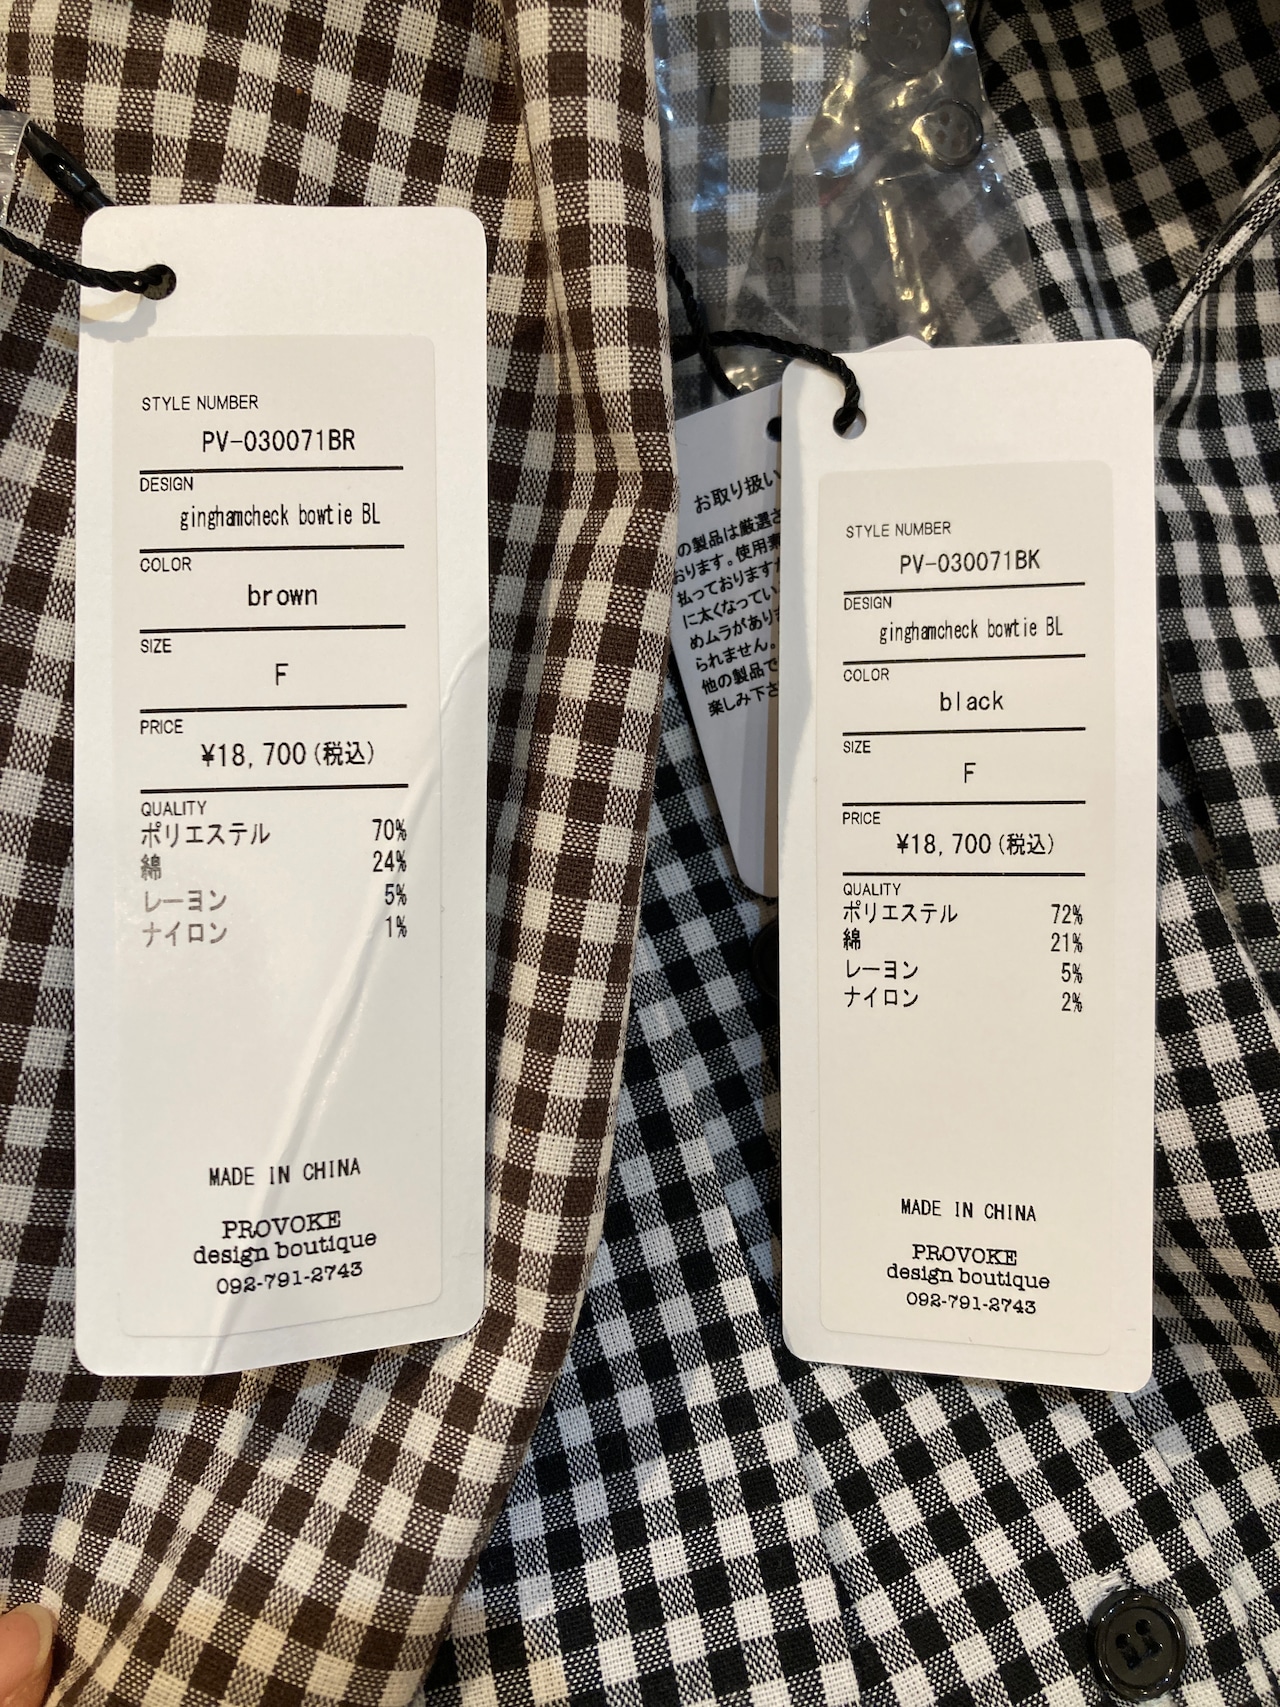 STYLE NUMBER
PV-030071BR
DESIGN
ginghamcheck bowtie BL
COLOR
brown
SIZE
F
PRICE
¥18,700(税込)
QUALITY
ポリエステル 70%
綿 24%
レーヨン 5%
ナイロン 1%
MADE IN CHINA
PROVOKE
design boutique
092-791-2743
お取り扱い
の製品は厳選さ
おります。使用素
払っておりますが
に太くなってい
めムラがありま
られません。
他の製品で
楽しみ下さ
STYLE NUMBER
PV-030071BK
DESIGN
ginghamcheck bowtie BL
COLOR
black
SIZE
F
PRICE
¥18,700(税込)
QUALITY
ポリエステル 72%
綿 21%
レーヨン 5%
ナイロン 2%
MADE IN CHINA
PROVOKE
design boutique
092-791-2743